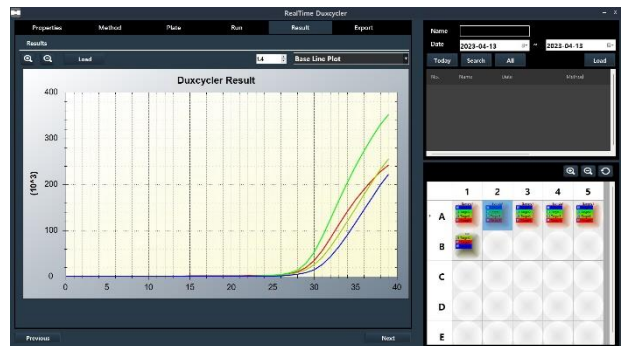 RealTime Duxcycler
Properties Method Plate Run Result Export
Results
Load 1.4 Base Line Plot
Duxcycler Result
400
300
200
100
0
(10^3)
0 5 10 15 20 25 30 35 40
Previous Next
Name
Date 2023-04-13 ~ 2023-04-13
Today Search All Load
No. Name Date Method
1 2 3 4 5
A
B
C
D
E